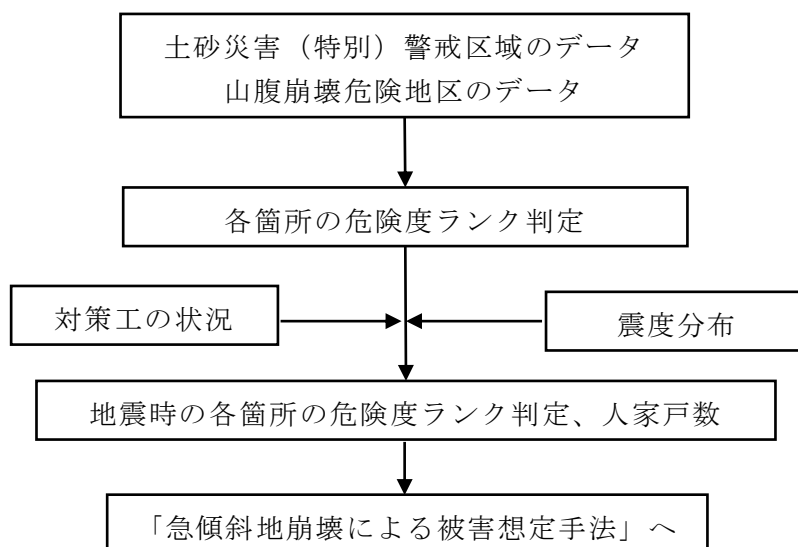 土砂災害（特別）警戒区域のデータ
山腹崩壊危険地区のデータ
各箇所の危険度ランク判定
対策工の状況
震度分布
地震時の各箇所の危険度ランク判定、人家戸数
「急傾斜地崩壊による被害想定手法」へ